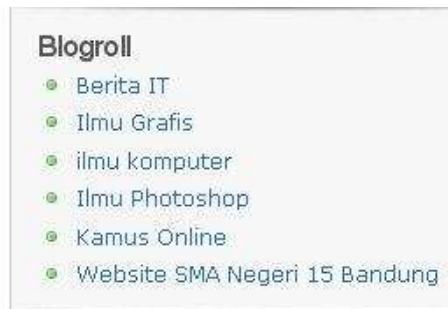 Blogroll
Berita IT
Ilmu Grafis
ilmu komputer
Ilmu Photoshop
Kamus Online
Website SMA Negeri 15 Bandung